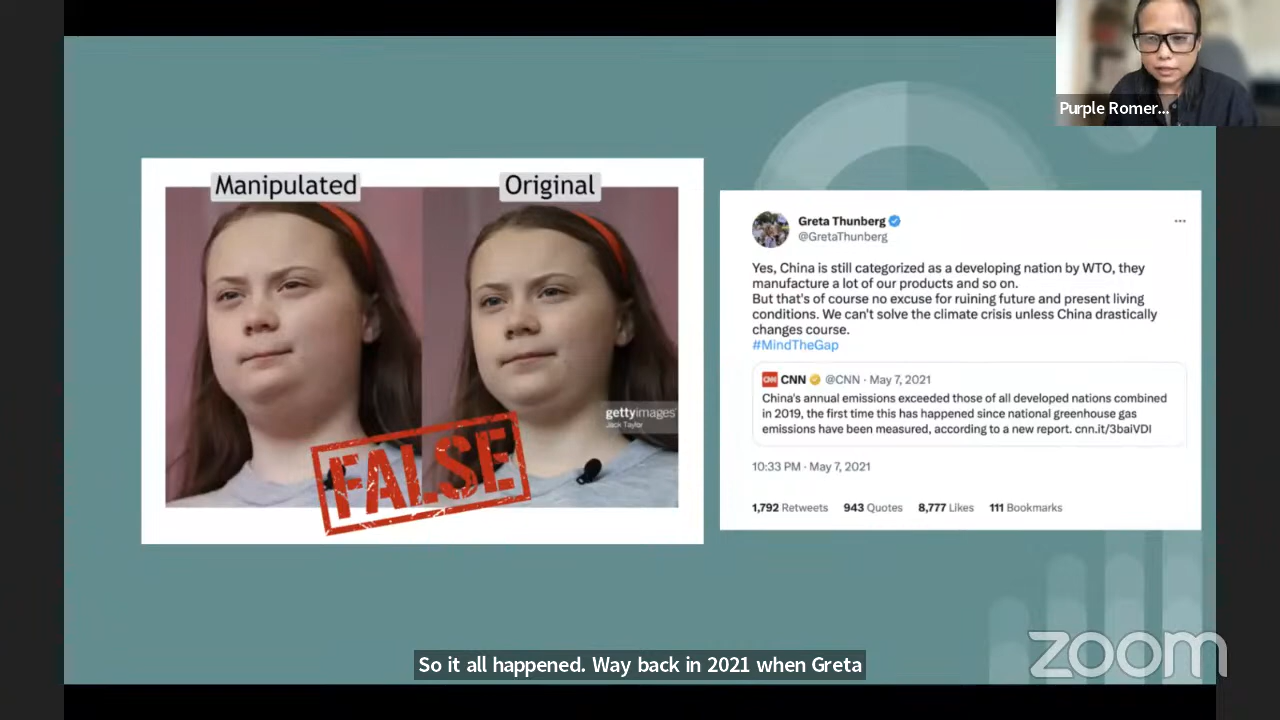 Purple Romer...
Manipulated
Original
gettyimages
Jack Taylor
FALSE
Greta Thunberg
@GretaThunberg
Yes, China is still categorized as a developing nation by WTO, they
manufacture a lot of our products and so on.
But that's of course no excuse for ruining future and present living
conditions. We can't solve the climate crisis unless China drastically
changes course.
#MindTheGap
CNN CNN @CNN · May 7, 2021
China's annual emissions exceeded those of all developed nations combined
in 2019, the first time this has happened since national greenhouse gas
emissions have been measured, according to a new report. cnn.it/3baiVDI
10:33 PM · May 7, 2021
1,792 Retweets 943 Quotes 8,777 Likes 111 Bookmarks
So it all happened. Way back in 2021 when Greta
zoom